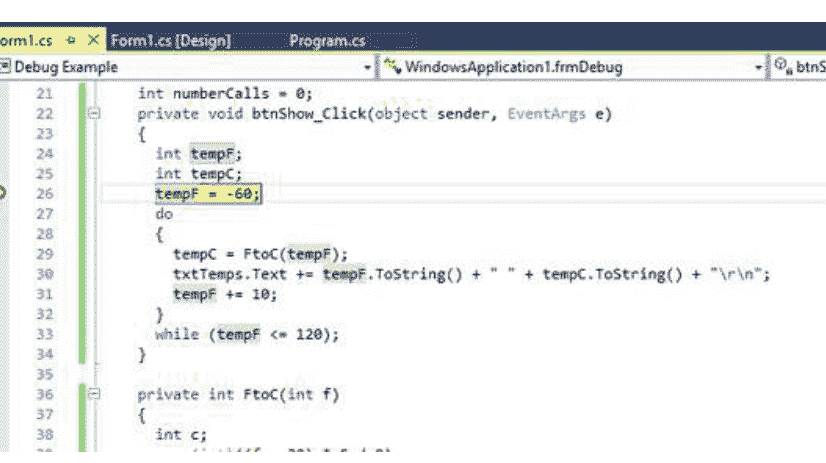 orm1.cs Form1.cs [Design] Program.cs
Debug Example WindowsApplication1.frmDebug btnS
21 int numberCalls = 0;
22 private void btnShow_Click(object sender, EventArgs e)
23 {
24 int tempF;
25 int tempC;
26 tempF = -60;
27 do
28 {
29 tempC = FtoC(tempF);
30 txtTemps.Text += tempF.ToString() + " " + tempC.ToString() + "\r\n";
31 tempF += 10;
32 }
33 while (tempF <= 120);
34 }
35
36 private int FtoC(int f)
37 {
38 int c;